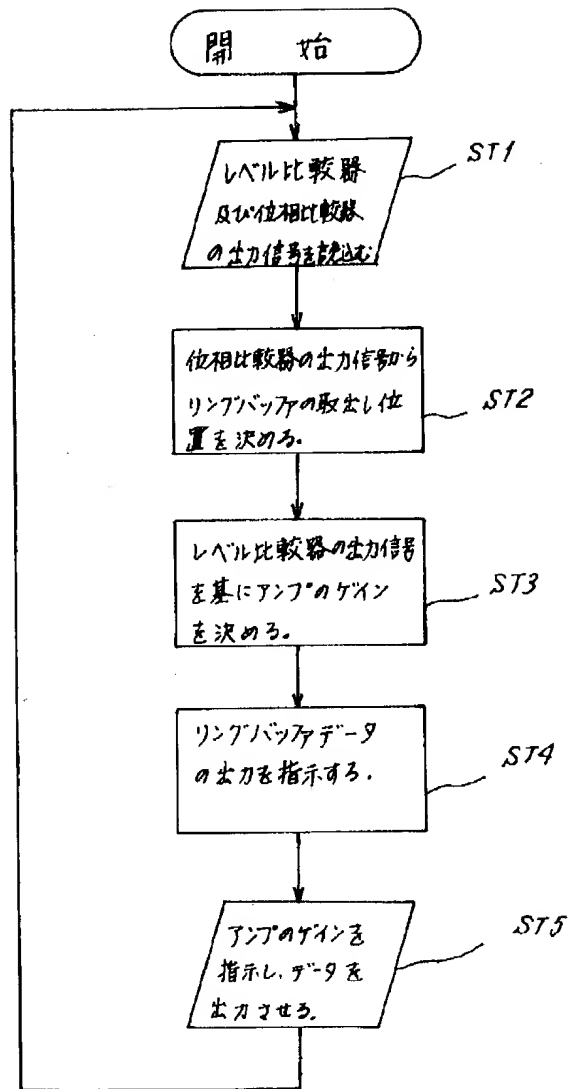 開 始
ST1
レベル比較器
及び位相比較器
の出力信号を読込む
位相比較器の出力信号から
リングバッファの取出し位
置を決める。
ST2
レベル比較器の出力信号
を基にアンプのゲイン
を決める。
ST3
リングバッファデータ
の出力を指示する。
ST4
アンプのゲインを
指示し、データを
出力させる。
ST5